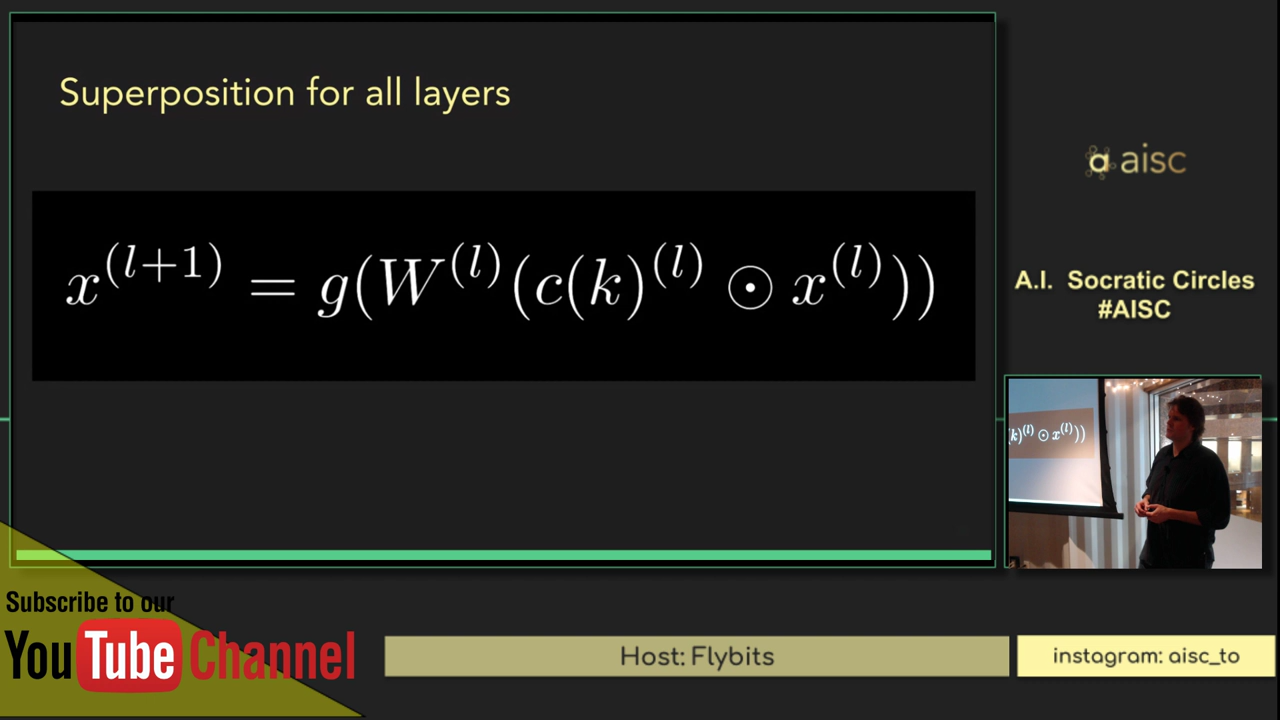 Superposition for all layers
x^{(l+1)} = g(W^{(l)}(c(k)^{(l)} ⊙ x^{(l)}))
a aisc
A.I. Socratic Circles
#AISC
k)^{(l)} ⊙ x^{(l)}))
Subscribe to our
YouTube Channel
Host: Flybits
instagram: aisc_to